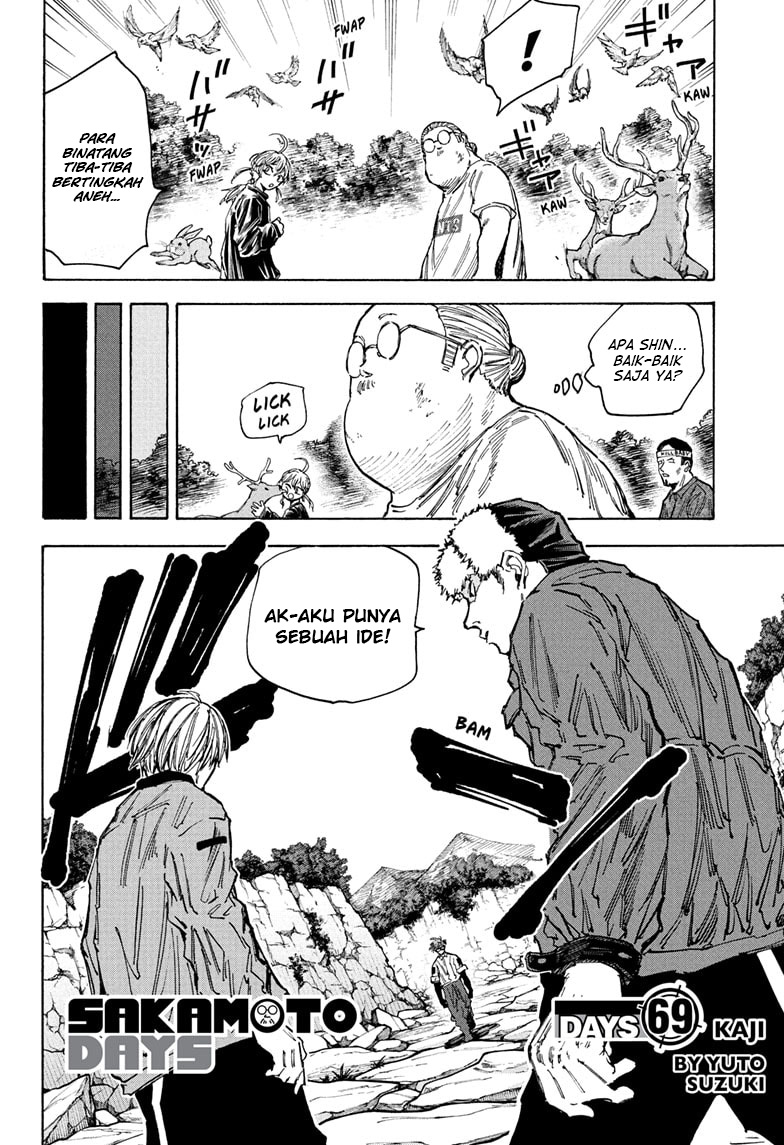 FWAP
!
ギャア
KAW
バサッ
バサッ
PARA
BINATANG
TIBA-TIBA
BERTINGKAH
ANEH...
FWAP
ギャア
KAW
NTS
APA SHIN...
BAIK-BAIK
SAJA YA?
LICK
LICK
AK-AKU PUNYA
SEBUAH IDE!
BAM
SAKAMOTO
DAYS
DAYS 69 KAJI
BY YUTO
SUZUKI